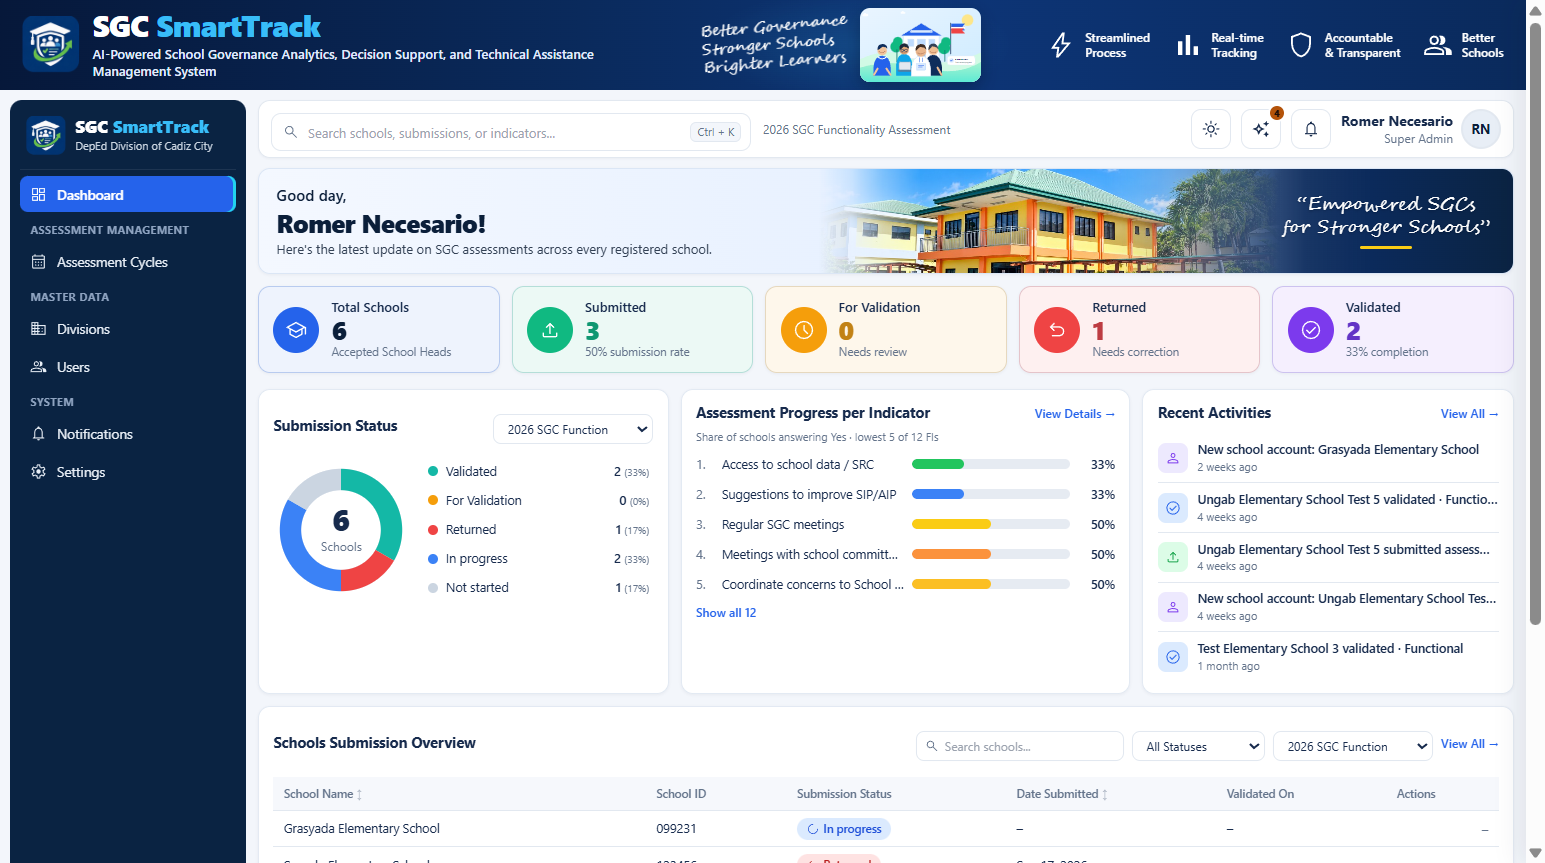 SGC SmartTrack
AI-Powered School Governance Analytics, Decision Support, and Technical Assistance
Management System
Better Governance
Stronger Schools
Brighter Learners
Streamlined
Process
Real-time
Tracking
Accountable
& Transparent
Better
Schools
SGC SmartTrack
DepEd Division of Cadiz City
Dashboard
ASSESSMENT MANAGEMENT
Assessment Cycles
MASTER DATA
Divisions
Users
SYSTEM
Notifications
Settings
Search schools, submissions, or indicators...
Ctrl + K
2026 SGC Functionality Assessment
4
Romer Necesario
Super Admin
RN
Good day,
Romer Necesario!
Here's the latest update on SGC assessments across every registered school.
“Empowered SGCs
for Stronger Schools”
Total Schools
6
Accepted School Heads
Submitted
3
50% submission rate
For Validation
0
Needs review
Returned
1
Needs correction
Validated
2
33% completion
Submission Status
2026 SGC Function
6
Schools
Validated 2 (33%)
For Validation 0 (0%)
Returned 1 (17%)
In progress 2 (33%)
Not started 1 (17%)
Assessment Progress per Indicator
View Details →
Share of schools answering Yes · lowest 5 of 12 FIs
1. Access to school data / SRC 33%
2. Suggestions to improve SIP/AIP 33%
3. Regular SGC meetings 50%
4. Meetings with school committ... 50%
5. Coordinate concerns to School ... 50%
Show all 12
Recent Activities
View All →
New school account: Grasyada Elementary School
2 weeks ago
Ungab Elementary School Test 5 validated · Functio...
4 weeks ago
Ungab Elementary School Test 5 submitted assess...
4 weeks ago
New school account: Ungab Elementary School Tes...
4 weeks ago
Test Elementary School 3 validated · Functional
1 month ago
Schools Submission Overview
Search schools...
All Statuses
2026 SGC Function
View All →
School Name School ID Submission Status Date Submitted Validated On Actions
Grasyada Elementary School 099231 In progress – – –